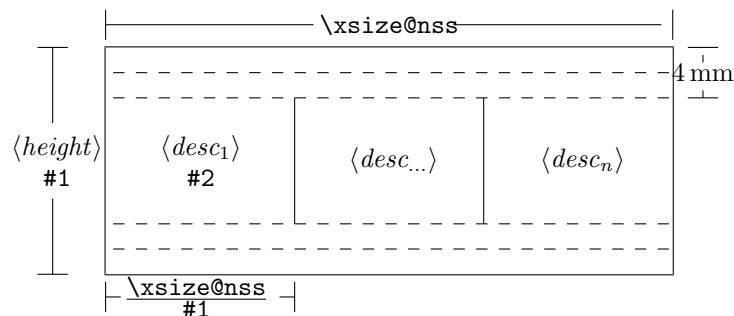 \xsize@nss
4 mm
⟨height⟩ ⟨desc₁⟩ ⟨desc...⟩ ⟨descₙ⟩
#1 #2
\xsize@nss
#1